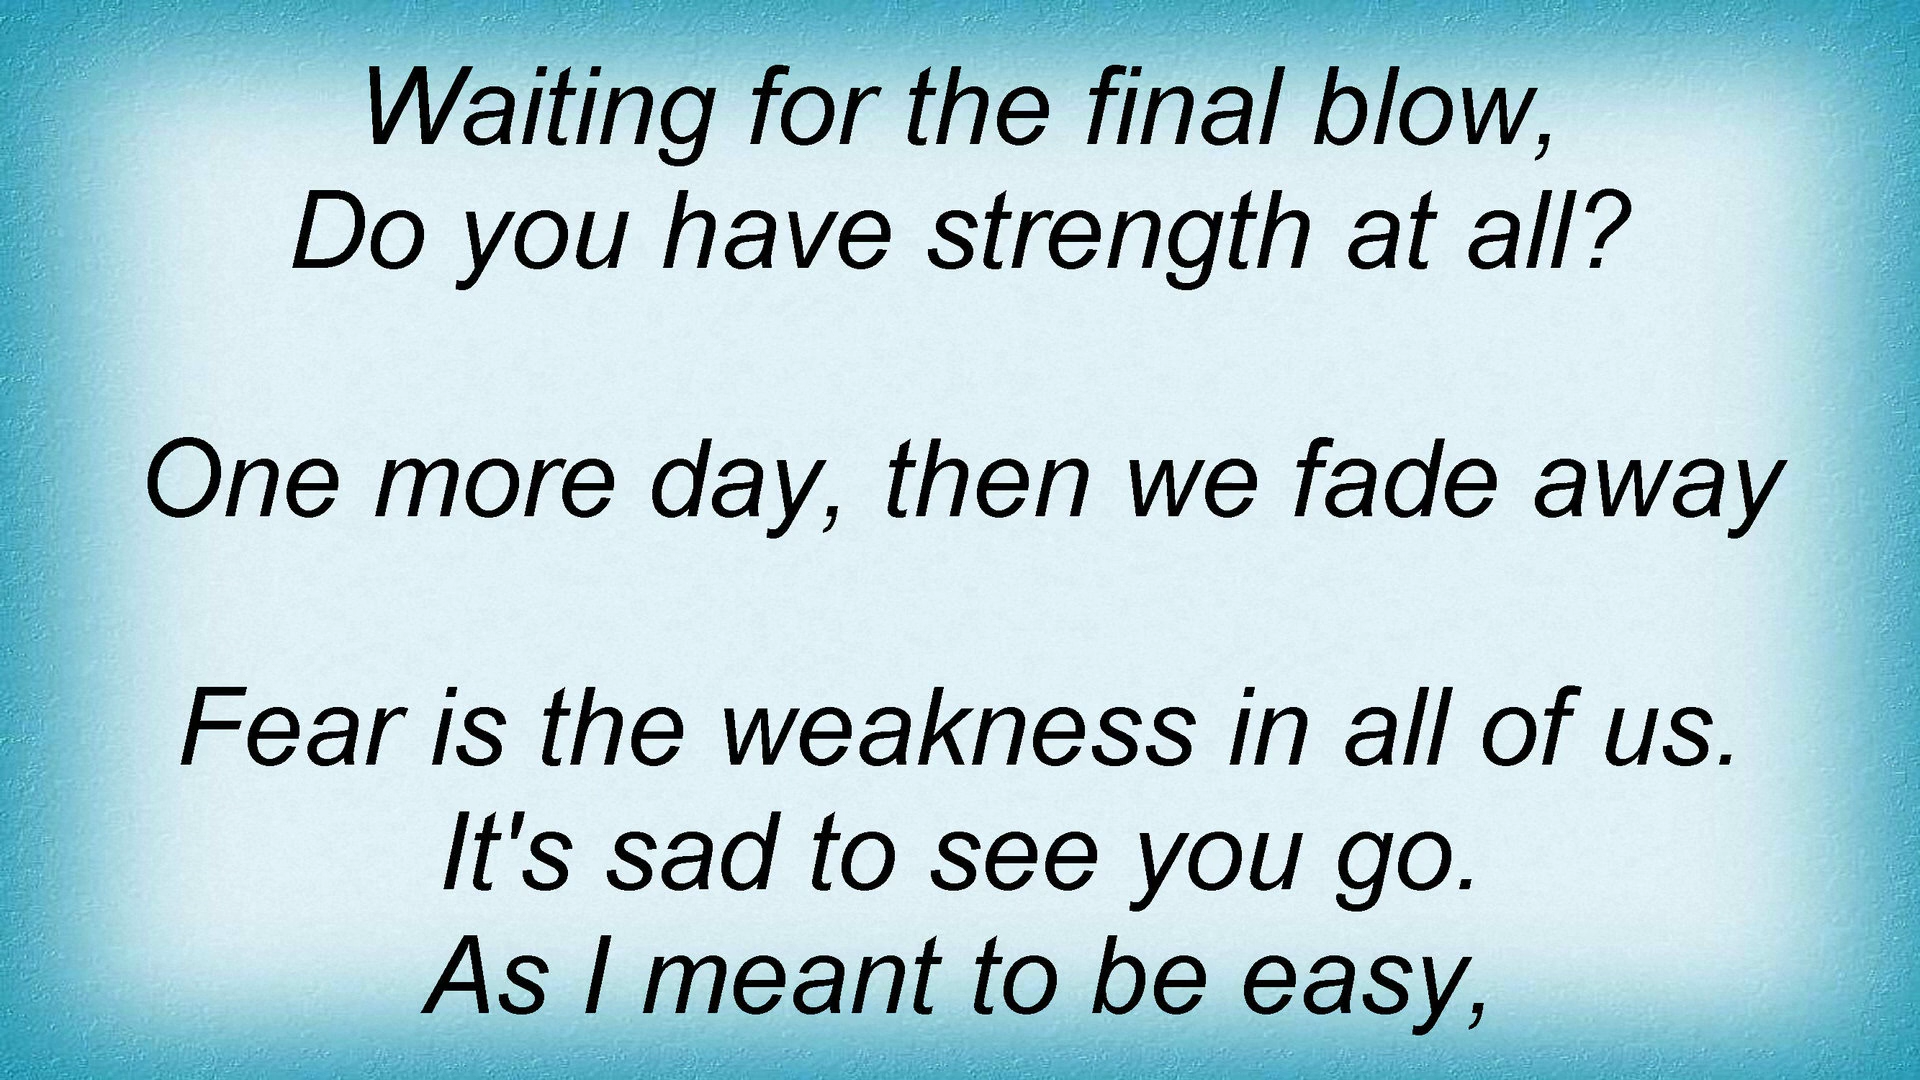 Waiting for the final blow,
Do you have strength at all?
One more day, then we fade away
Fear is the weakness in all of us.
It's sad to see you go.
As I meant to be easy,